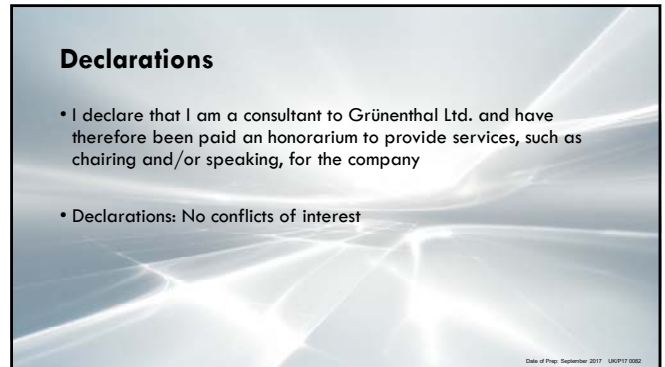 Declarations
• I declare that I am a consultant to Grünenthal Ltd. and have
therefore been paid an honorarium to provide services, such as
chairing and/or speaking, for the company
• Declarations: No conflicts of interest
Date of Prep: September 2017 UK/P17 0082